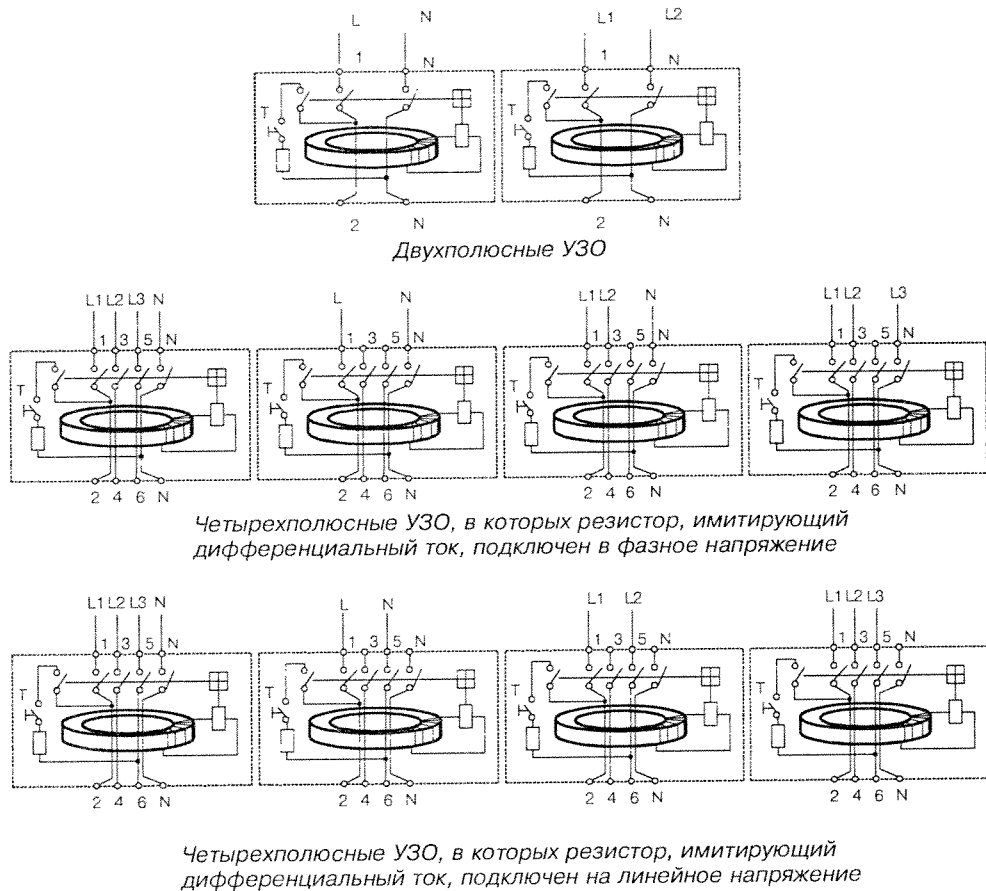 L N L1 L2
1 N 1 N
T T
2 N 2 N
Двухполюсные УЗО
L1 L2 L3 N L N L1 L2 N L1 L2 L3
1 3 5 N 1 3 5 N 1 3 5 N 1 3 5 N
T T T T
2 4 6 N 2 4 6 N 2 4 6 N 2 4 6 N
Четырехполюсные УЗО, в которых резистор, имитирующий
дифференциальный ток, подключен в фазное напряжение
L1 L2 L3 N L N L1 L2 L1 L2 L3
1 3 5 N 1 3 5 N 1 3 5 N 1 3 5 N
T T T T
2 4 6 N 2 4 6 N 2 4 6 N 2 4 6 N
Четырехполюсные УЗО, в которых резистор, имитирующий
дифференциальный ток, подключен на линейное напряжение